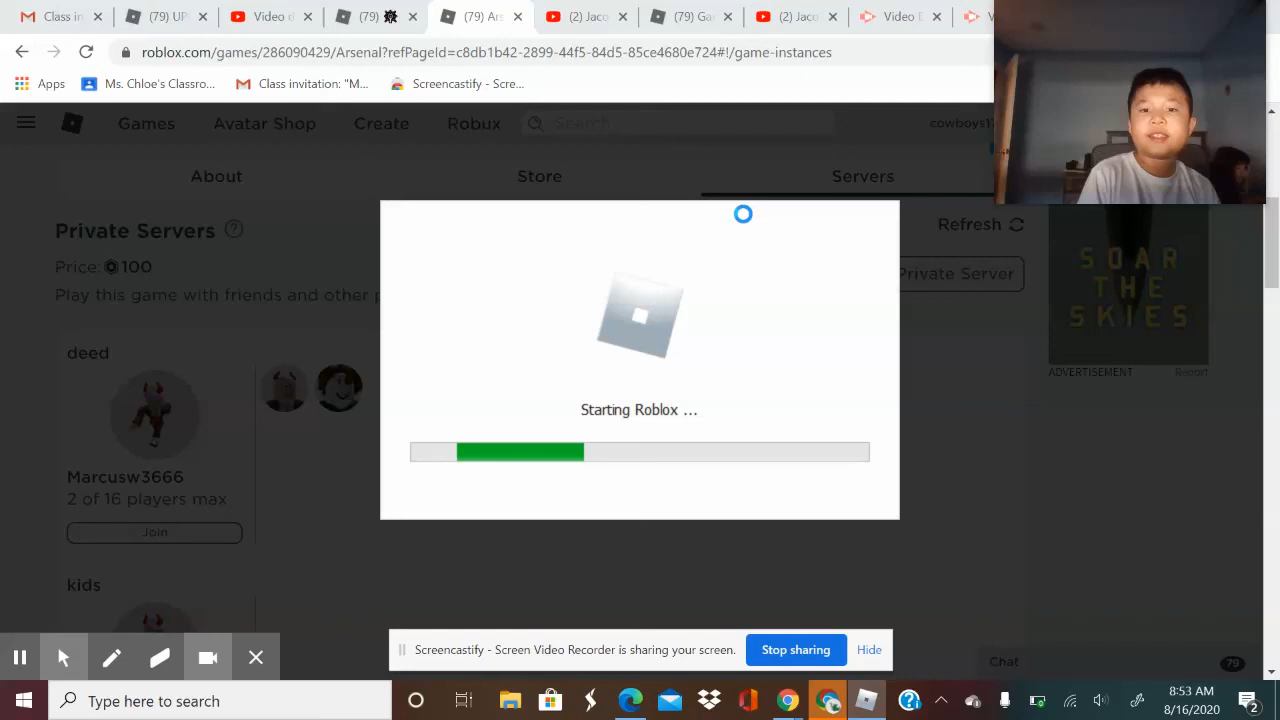 Class in
(79) UP
Video d
(79)
(79) Ars
(2) Jaco
(79) Ga
(2) Jaco
Video E
V
roblox.com/games/286090429/Arsenal?refPageId=c8db1b42-2899-44f5-84d5-85ce4680e724#!/game-instances
Apps
Ms. Chloe's Classro...
Class invitation: "M...
Screencastify - Scre...
Games
Avatar Shop
Create
Robux
Search
cowboys1
About
Store
Servers
Private Servers
Refresh
Price: 100
Private Server
Play this game with friends and other p
SOAR
THE
SKIES
ADVERTISEMENT
Report
deed
Marcusw3666
2 of 16 players max
Join
kids
Starting Roblox ...
Screencastify - Screen Video Recorder is sharing your screen.
Stop sharing
Hide
Chat
79
Type here to search
8:53 AM
8/16/2020
2